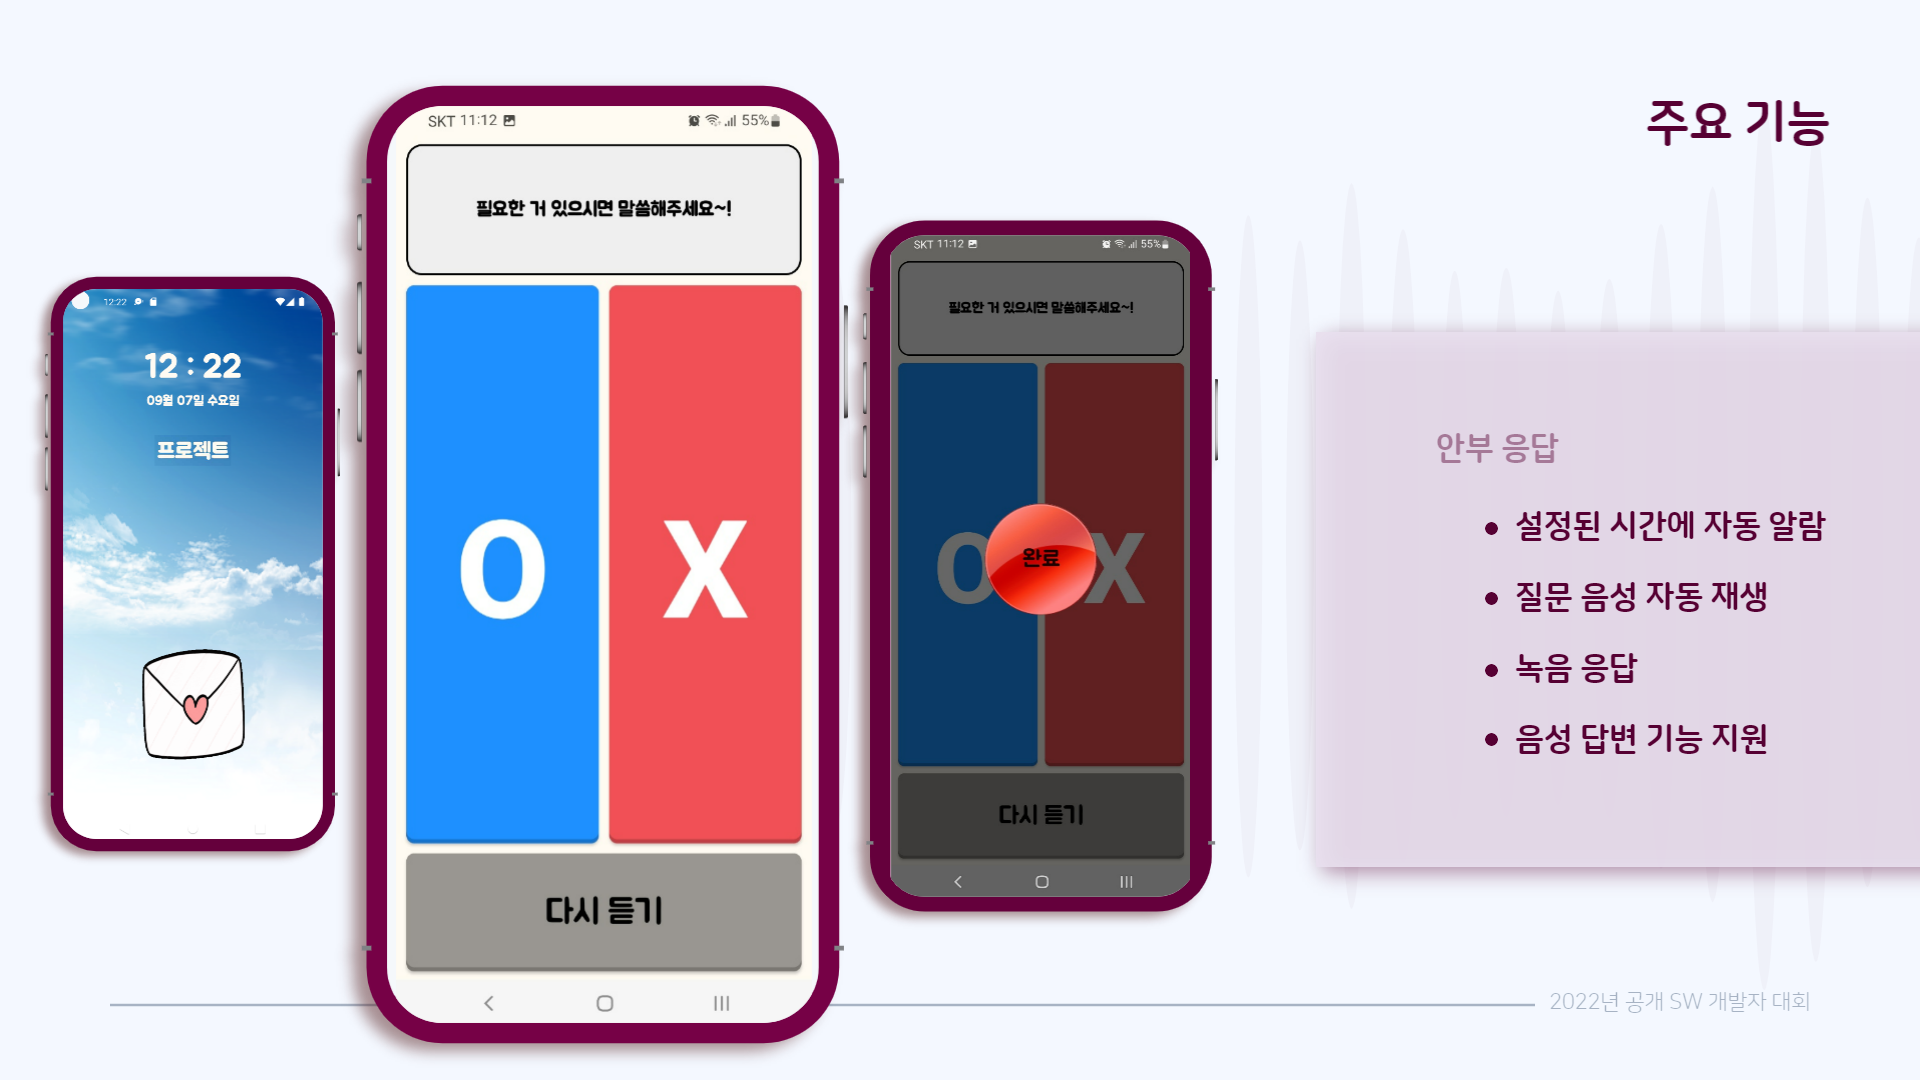 주요 기능
12:22
12 : 22
09월 07일 수요일
프로젝트
SKT 11:12 55%
필요한 거 있으시면 말씀해주세요~!
O X
다시 듣기
SKT 11:12 55%
필요한 거 있으시면 말씀해주세요~!
O X
완료
다시 듣기
안부 응답
• 설정된 시간에 자동 알람
• 질문 음성 자동 재생
• 녹음 응답
• 음성 답변 기능 지원
2022년 공개 SW 개발자 대회